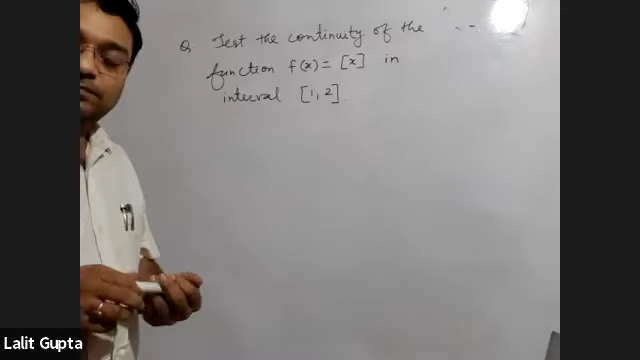 Q. Test the continuity of the
function f(x) = [x] in
interval [1, 2].
Lalit Gupta